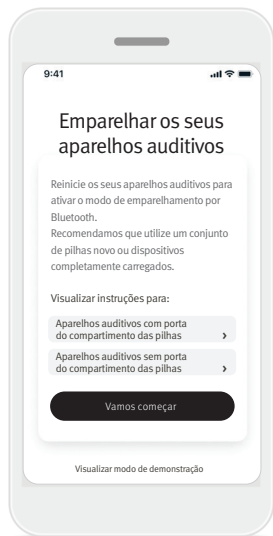 9:41
Emparelhar os seus
aparelhos auditivos
Reinicie os seus aparelhos auditivos para
ativar o modo de emparelhamento por
Bluetooth.
Recomendamos que utilize um conjunto
de pilhas novo ou dispositivos
completamente carregados.
Visualizar instruções para:
Aparelhos auditivos com porta
do compartimento das pilhas
Aparelhos auditivos sem porta
do compartimento das pilhas
Vamos começar
Visualizar modo de demonstração